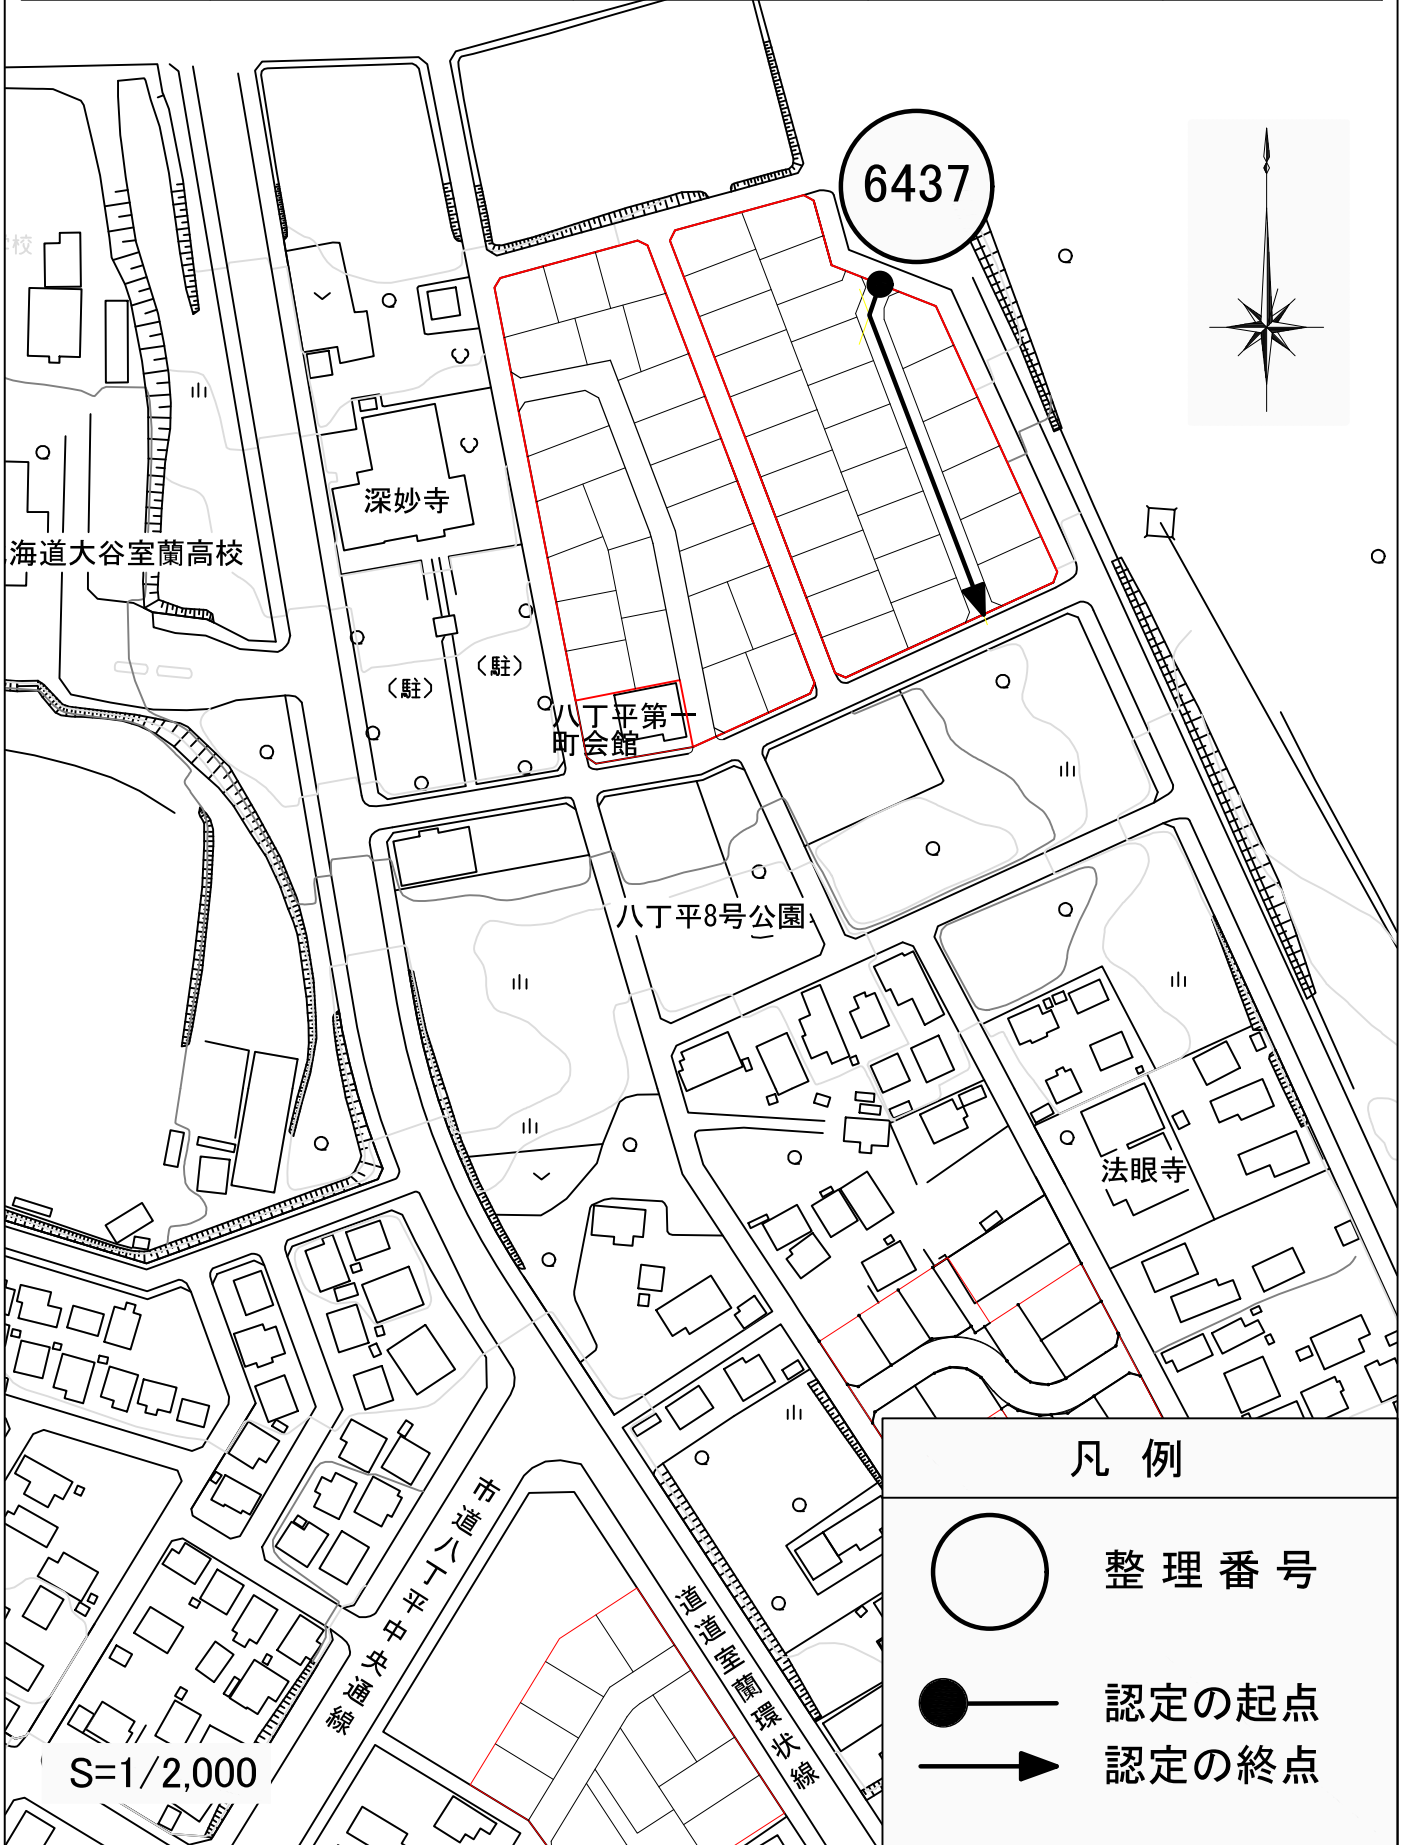 6437
校
深妙寺
海道大谷室蘭高校
（駐）
（駐）
八丁平第一
町会館
八丁平8号公園
法眼寺
市道八丁平中央通線
道道室蘭環状線
凡 例
整 理 番 号
認定の起点
認定の終点
S=1/2,000